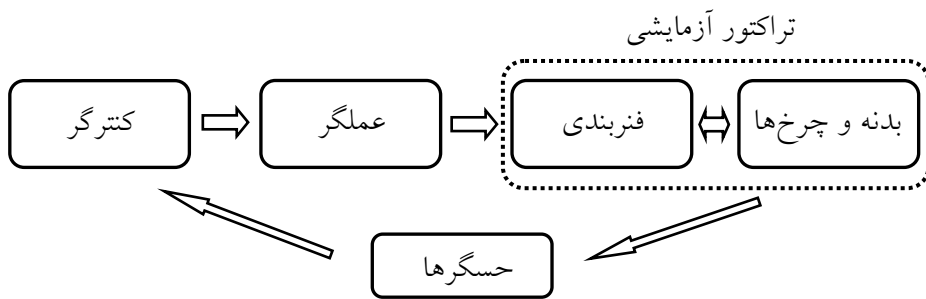 تراکتور آزمایشی
کنترگر
عملگر
فنربندی
بدنه و چرخ‌ها
حسگرها